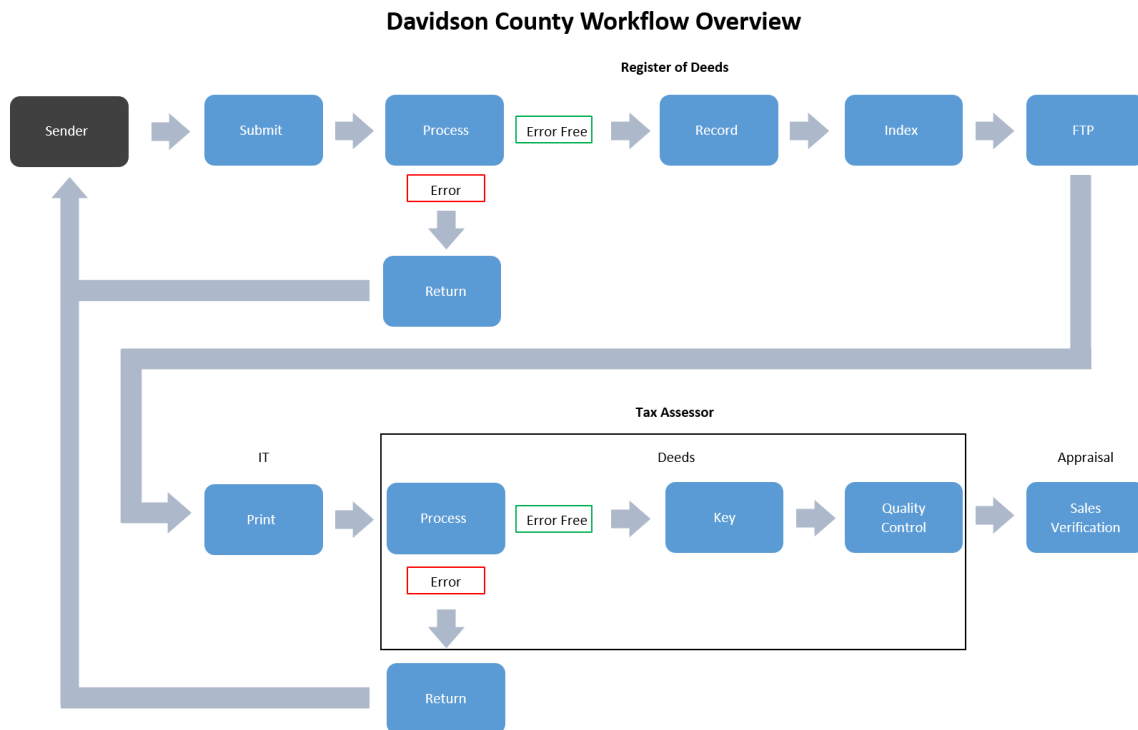 Davidson County Workflow Overview
Register of Deeds
Sender
Submit
Process
Error Free
Record
Index
FTP
Error
Return
Tax Assessor
IT
Deeds
Appraisal
Print
Process
Error Free
Key
Quality
Control
Sales
Verification
Error
Return